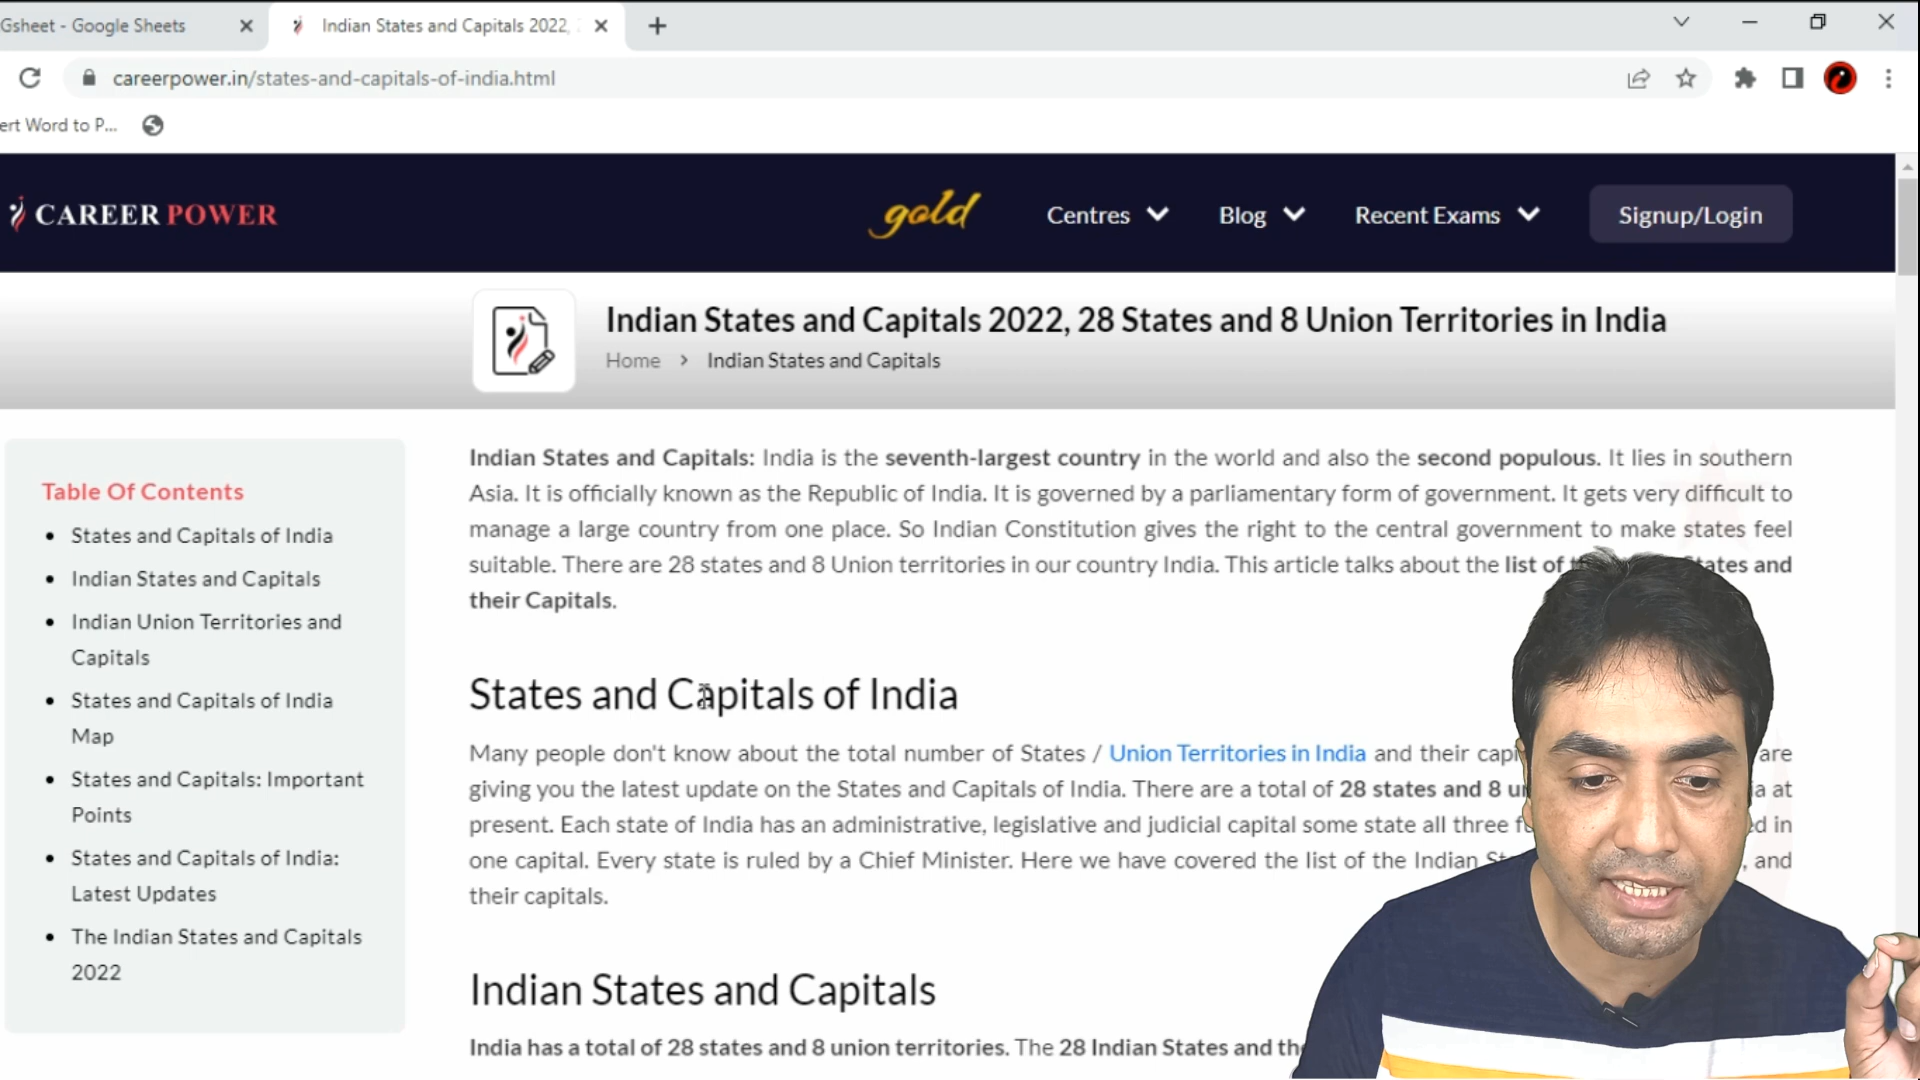 Gsheet - Google Sheets
Indian States and Capitals 2022,
careerpower.in/states-and-capitals-of-india.html
ert Word to P...
CAREER POWER
gold
Centres
Blog
Recent Exams
Signup/Login
Indian States and Capitals 2022, 28 States and 8 Union Territories in India
Home > Indian States and Capitals
Table Of Contents
• States and Capitals of India
• Indian States and Capitals
• Indian Union Territories and
Capitals
• States and Capitals of India
Map
• States and Capitals: Important
Points
• States and Capitals of India:
Latest Updates
• The Indian States and Capitals
2022
Indian States and Capitals: India is the seventh-largest country in the world and also the second populous. It lies in southern
Asia. It is officially known as the Republic of India. It is governed by a parliamentary form of government. It gets very difficult to
manage a large country from one place. So Indian Constitution gives the right to the central government to make states feel
suitable. There are 28 states and 8 Union territories in our country India. This article talks about the list of and
their Capitals.
States and Capitals of India
Many people don't know about the total number of States / Union Territories in India and their are
giving you the latest update on the States and Capitals of India. There are a total of 28 states and 8 at
present. Each state of India has an administrative, legislative and judicial capital some state all three in
one capital. Every state is ruled by a Chief Minister. Here we have covered the list of the Indian , and
their capitals.
Indian States and Capitals
India has a total of 28 states and 8 union territories. The 28 Indian States and